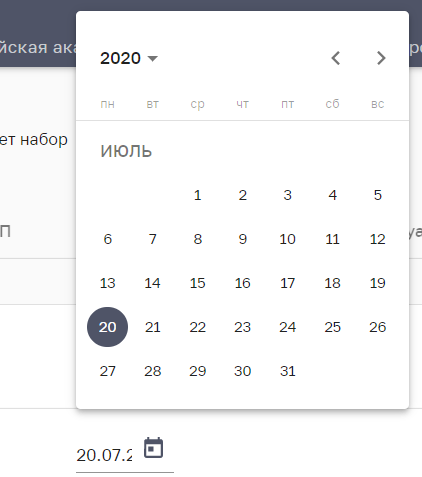 йская ака
2020
пн вт ср чт пт сб вс
ет набор
ИЮЛЬ
1 2 3 4 5
П
6 7 8 9 10 11 12
13 14 15 16 17 18 19
20 21 22 23 24 25 26
27 28 29 30 31
20.07.2